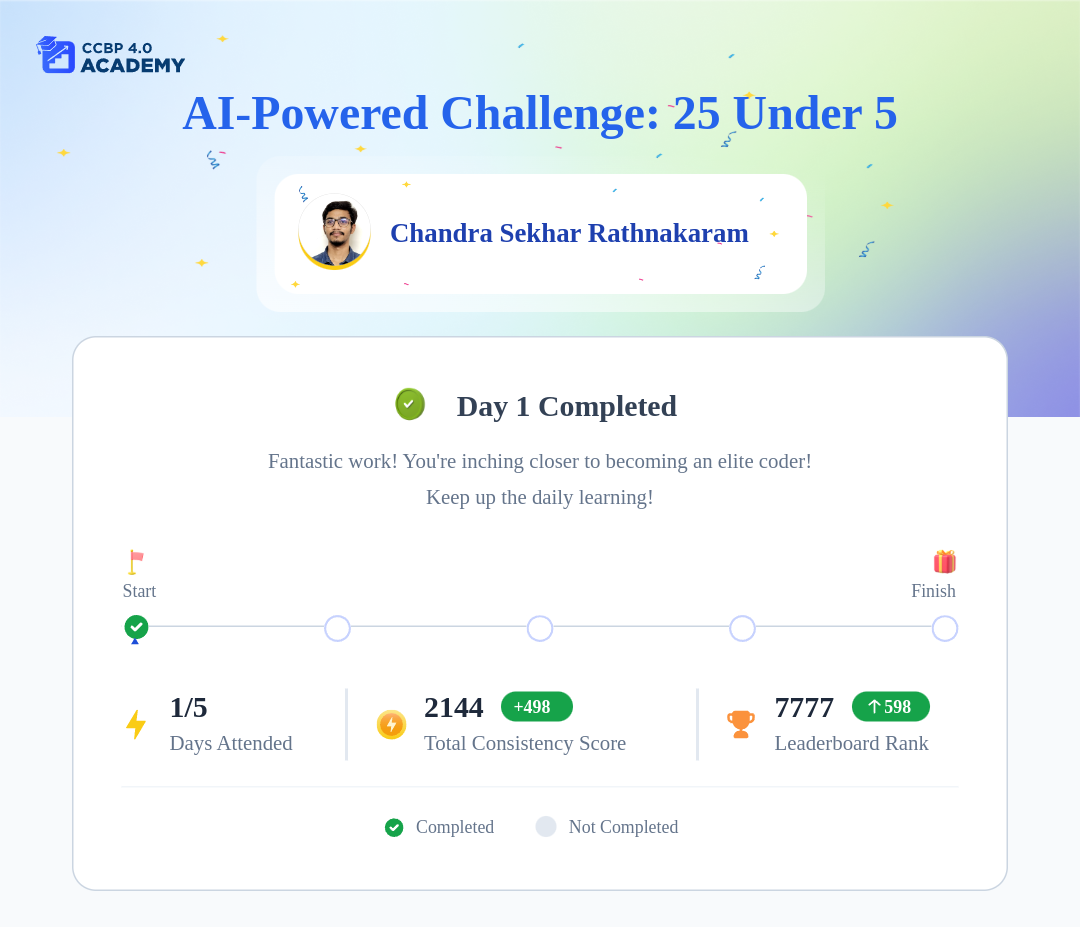 CCBP 4.0
ACADEMY
AI-Powered Challenge: 25 Under 5
Chandra Sekhar Rathnakaram
Day 1 Completed
Fantastic work! You're inching closer to becoming an elite coder!
Keep up the daily learning!
Start
Finish
1/5
Days Attended
2144 +498
Total Consistency Score
7777 ↑598
Leaderboard Rank
Completed
Not Completed